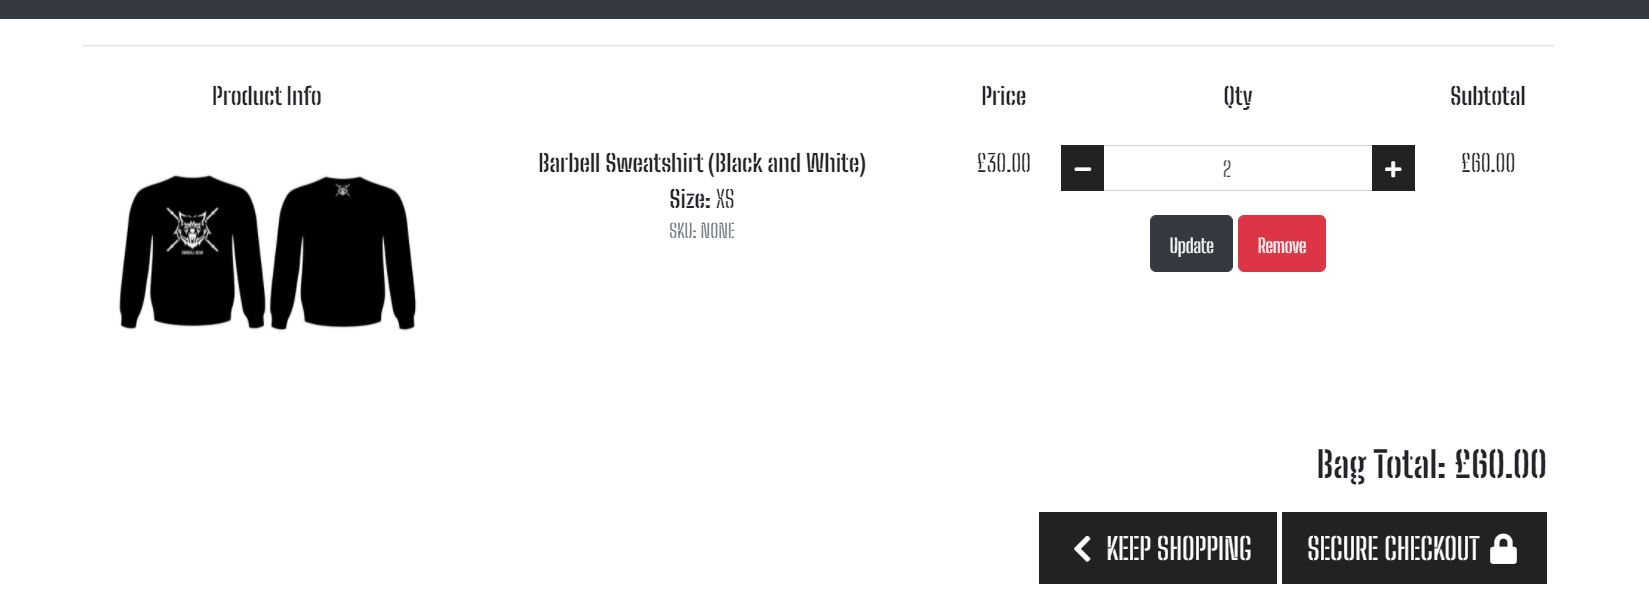 Product Info
Price
Qty
Subtotal
Barbell Sweatshirt (Black and White)
Size: XS
SKU: NONE
£30.00
2
£60.00
Update
Remove
Bag Total: £60.00
KEEP SHOPPING
SECURE CHECKOUT